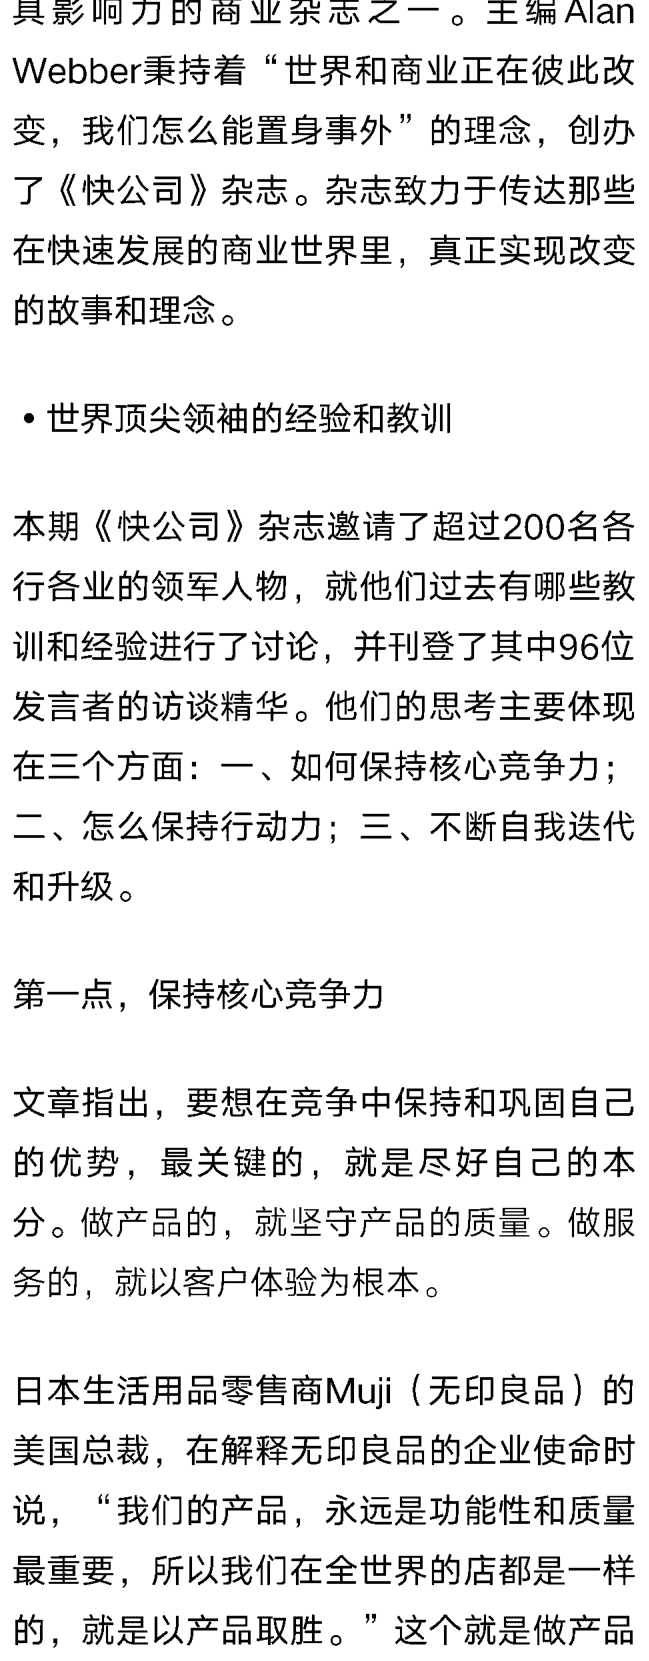 具影响力的商业杂志之一。主编Alan
Webber秉持着“世界和商业正在彼此改
变，我们怎么能置身事外”的理念，创办
了《快公司》杂志。杂志致力于传达那些
在快速发展的商业世界里，真正实现改变
的故事和理念。
•世界顶尖领袖的经验和教训
本期《快公司》杂志邀请了超过200名各
行各业的领军人物，就他们过去有哪些教
训和经验进行了讨论，并刊登了其中96位
发言者的访谈精华。他们的思考主要体现
在三个方面：一、如何保持核心竞争力；
二、怎么保持行动力；三、不断自我迭代
和升级。
第一点，保持核心竞争力
文章指出，要想在竞争中保持和巩固自己
的优势，最关键的，就是尽好自己的本
分。做产品的，就坚守产品的质量。做服
务的，就以客户体验为根本。
日本生活用品零售商Muji（无印良品）的
美国总裁，在解释无印良品的企业使命时
说，“我们的产品，永远是功能性和质量
最重要，所以我们在全世界的店都是一样
的，就是以产品取胜。”这个就是做产品